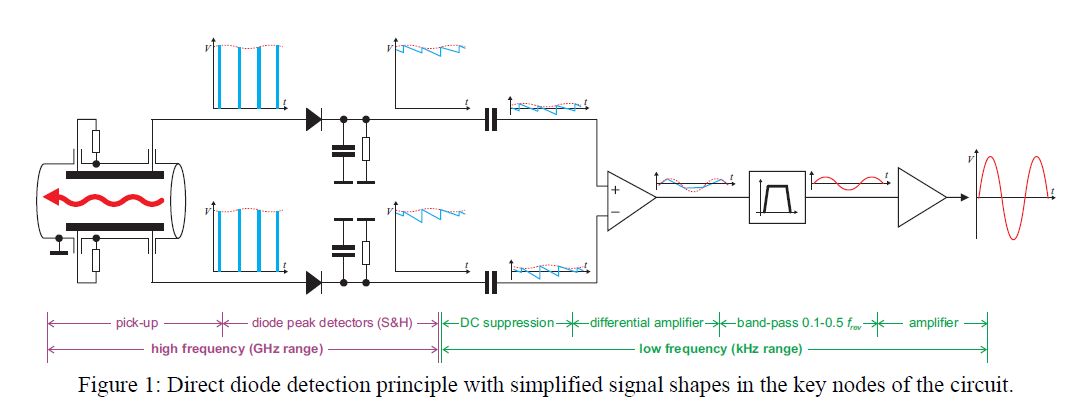 V
t
V
t
t
+
−
t
t
V
t
V
t
V
t
t
pick-up
diode peak detectors (S&H)
DC suppression
differential amplifier
band-pass 0.1-0.5 frev
amplifier
high frequency (GHz range)
low frequency (kHz range)
Figure 1: Direct diode detection principle with simplified signal shapes in the key nodes of the circuit.